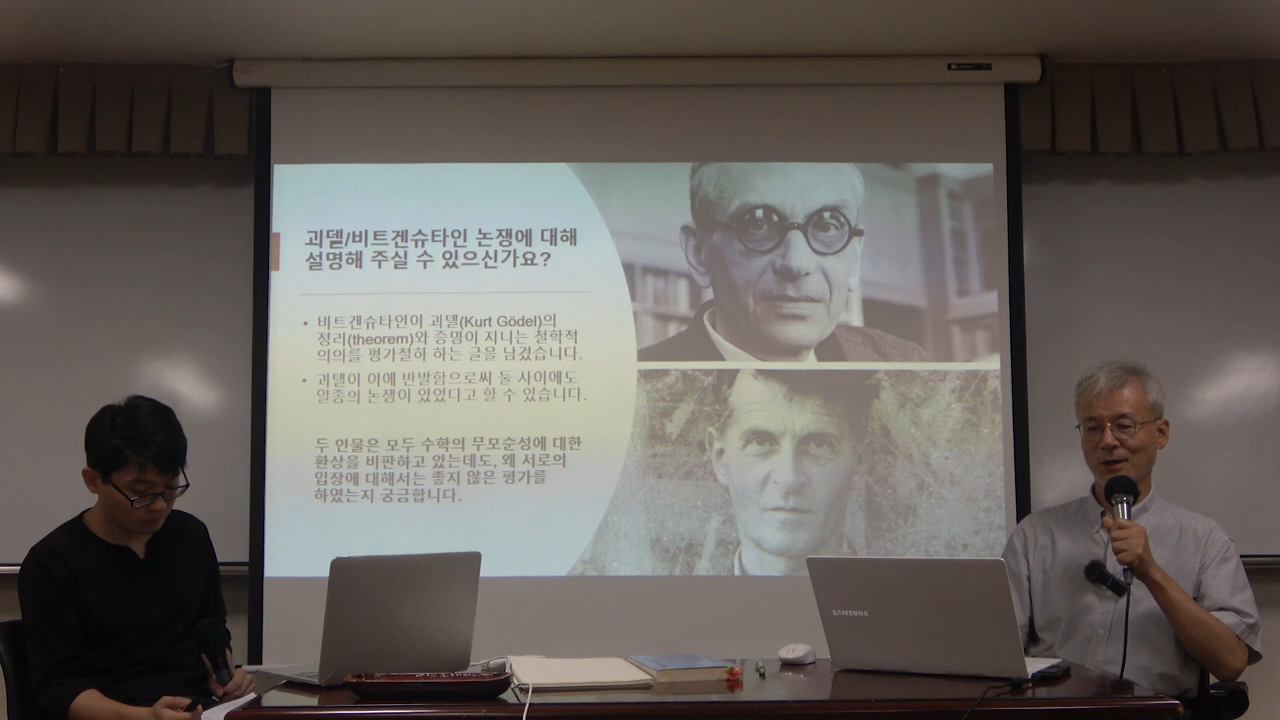 괴델/비트겐슈타인 논쟁에 대해
설명해 주실 수 있으신가요?
• 비트겐슈타인이 괴델(Kurt Gödel)의
정리(theorem)와 증명이 지니는 철학적
의의를 평가절하 하는 글을 남겼습니다.
• 괴델이 이에 반발함으로써 둘 사이에도
일종의 논쟁이 있었다고 할 수 있습니다.
두 인물은 모두 수학의 무모순성에 대한
환상을 비판하고 있는데도, 왜 서로의
입장에 대해서는 좋지 않은 평가를
하였는지 궁금합니다.
SAMSUNG